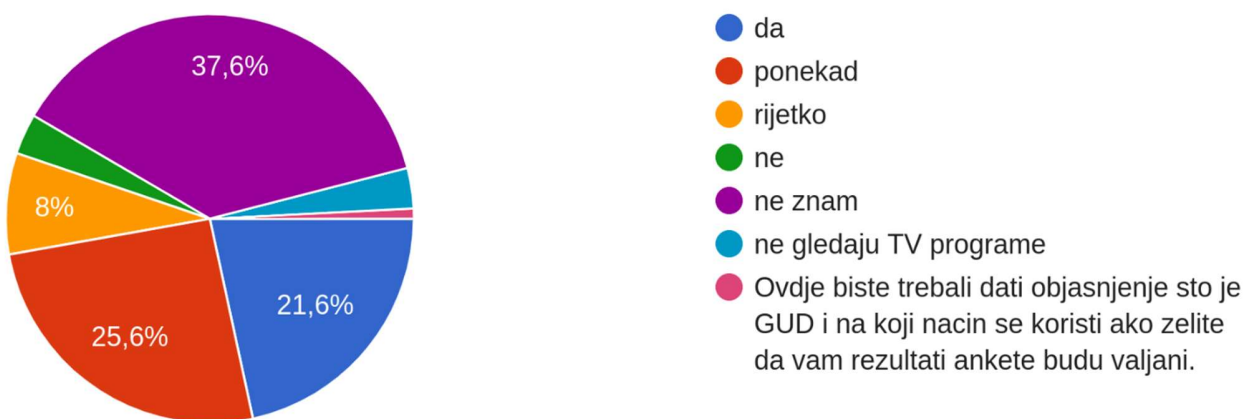 37,6%
8%
25,6%
21,6%
da
ponekad
rijetko
ne
ne znam
ne gledaju TV programe
Ovdje biste trebali dati objasnjenje sto je
GUD i na koji nacin se koristi ako zelite
da vam rezultati ankete budu valjani.